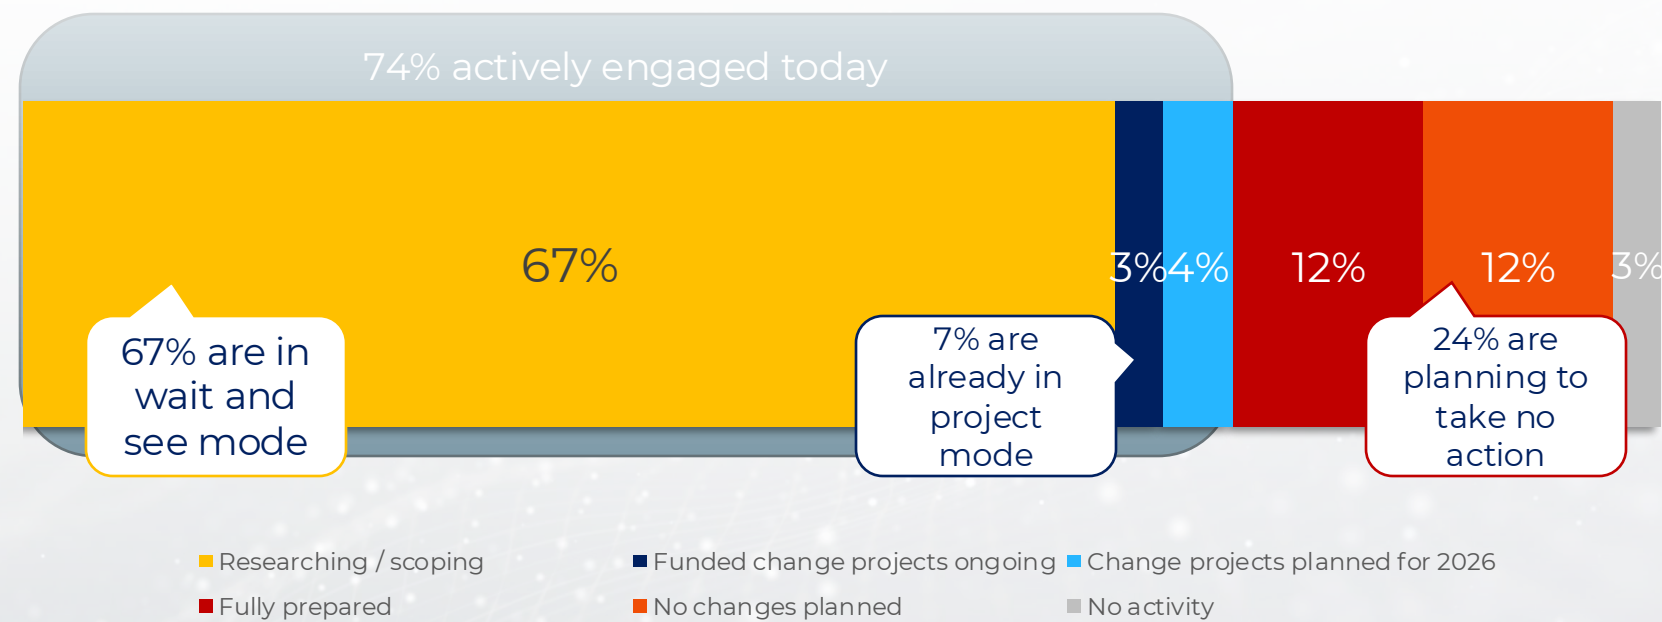 74% actively engaged today
67%
3%
4%
12%
12%
3%
67% are in
wait and
see mode
7% are
already in
project
mode
24% are
planning to
take no
action
Researching / scoping
Funded change projects ongoing
Change projects planned for 2026
Fully prepared
No changes planned
No activity